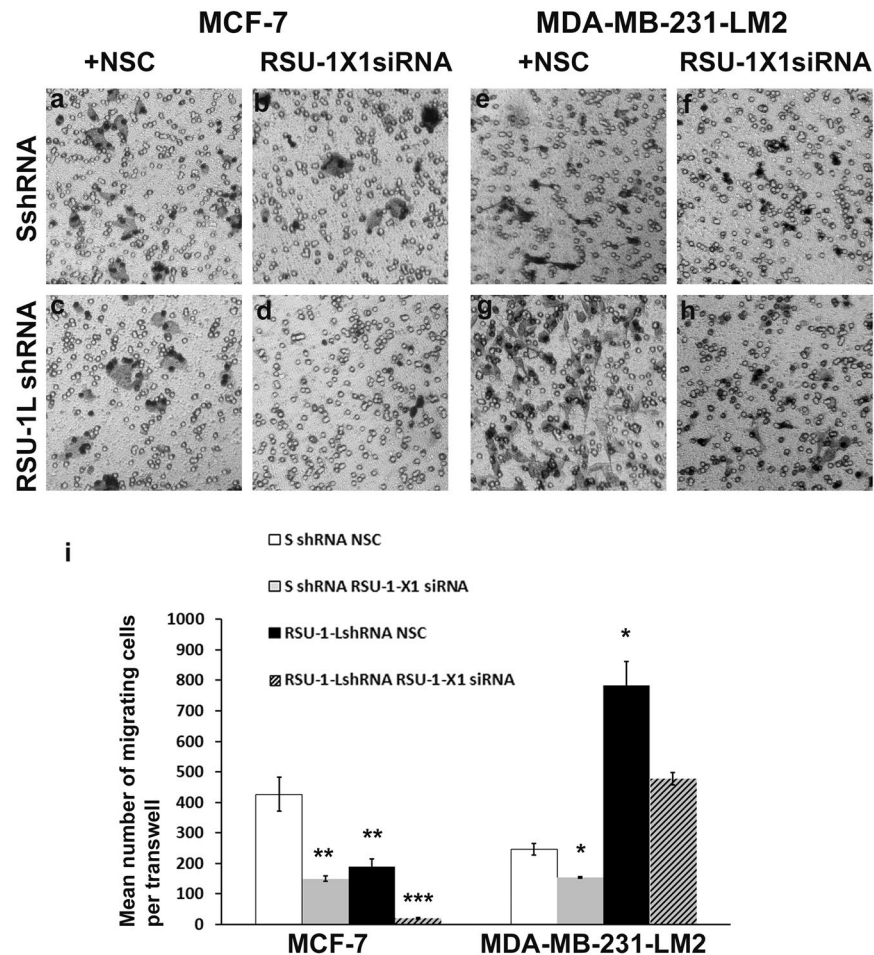 MCF-7 MDA-MB-231-LM2
+NSC RSU-1X1siRNA +NSC RSU-1X1siRNA
SshRNA
a b e f
RSU-1L shRNA
c d g h
i
S shRNA NSC
S shRNA RSU-1-X1 siRNA
RSU-1-LshRNA NSC
RSU-1-LshRNA RSU-1-X1 siRNA
Mean number of migrating cells
per transwell
1000
900
800
700
600
500
400
300
200
100
0
** ** *** * *
MCF-7 MDA-MB-231-LM2